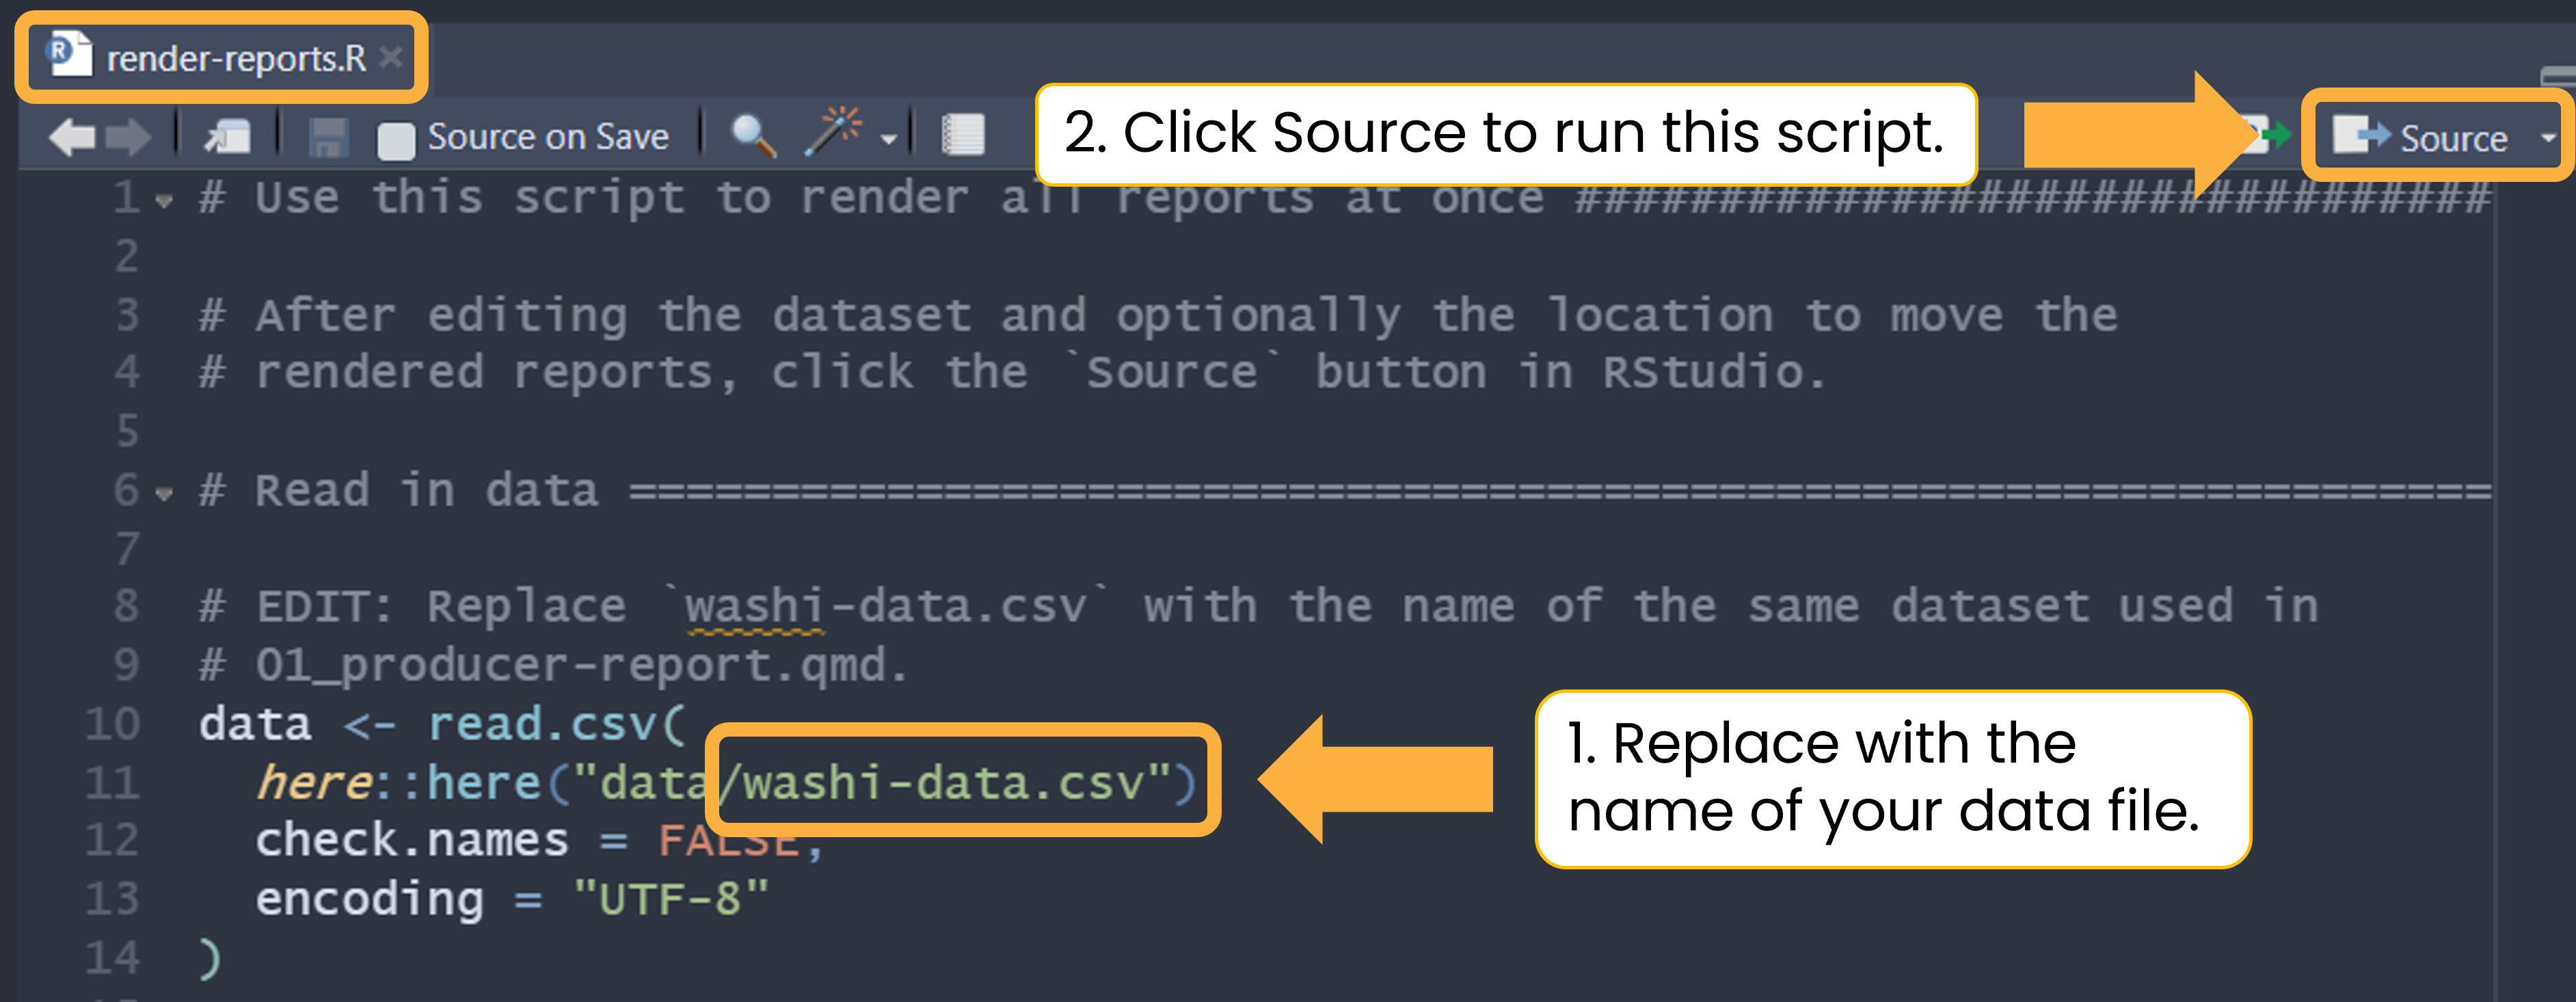 render-reports.R
Source on Save
2. Click Source to run this script.
Source
1 # Use this script to render all reports at once ################################
2
3 # After editing the dataset and optionally the location to move the
4 # rendered reports, click the `Source` button in RStudio.
5
6 # Read in data =================================================================
7
8 # EDIT: Replace `washi-data.csv` with the name of the same dataset used in
9 # 01_producer-report.qmd.
10 data <- read.csv(
11 here::here("data/washi-data.csv")
12 check.names = FALSE,
13 encoding = "UTF-8"
14 )
1. Replace with the
name of your data file.